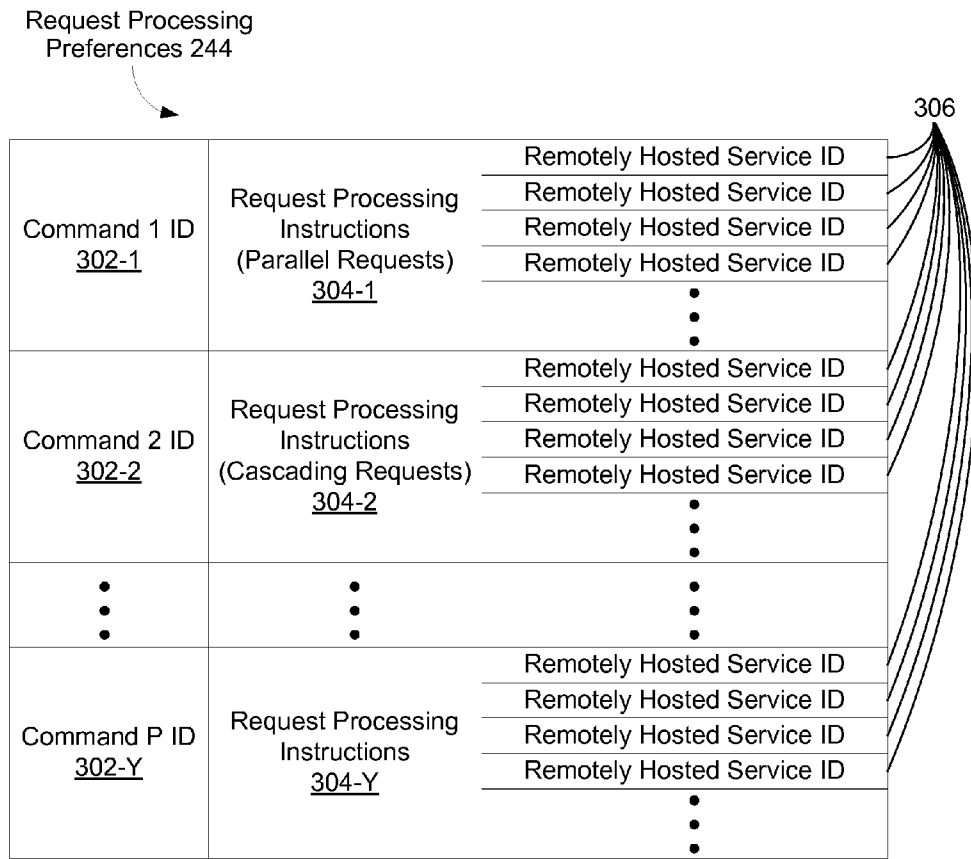 Request Processing
Preferences 244
306
Command 1 ID
302-1
Request Processing
Instructions
(Parallel Requests)
304-1
Remotely Hosted Service ID
Remotely Hosted Service ID
Remotely Hosted Service ID
Remotely Hosted Service ID
Command 2 ID
302-2
Request Processing
Instructions
(Cascading Requests)
304-2
Remotely Hosted Service ID
Remotely Hosted Service ID
Remotely Hosted Service ID
Remotely Hosted Service ID
Command P ID
302-Y
Request Processing
Instructions
304-Y
Remotely Hosted Service ID
Remotely Hosted Service ID
Remotely Hosted Service ID
Remotely Hosted Service ID